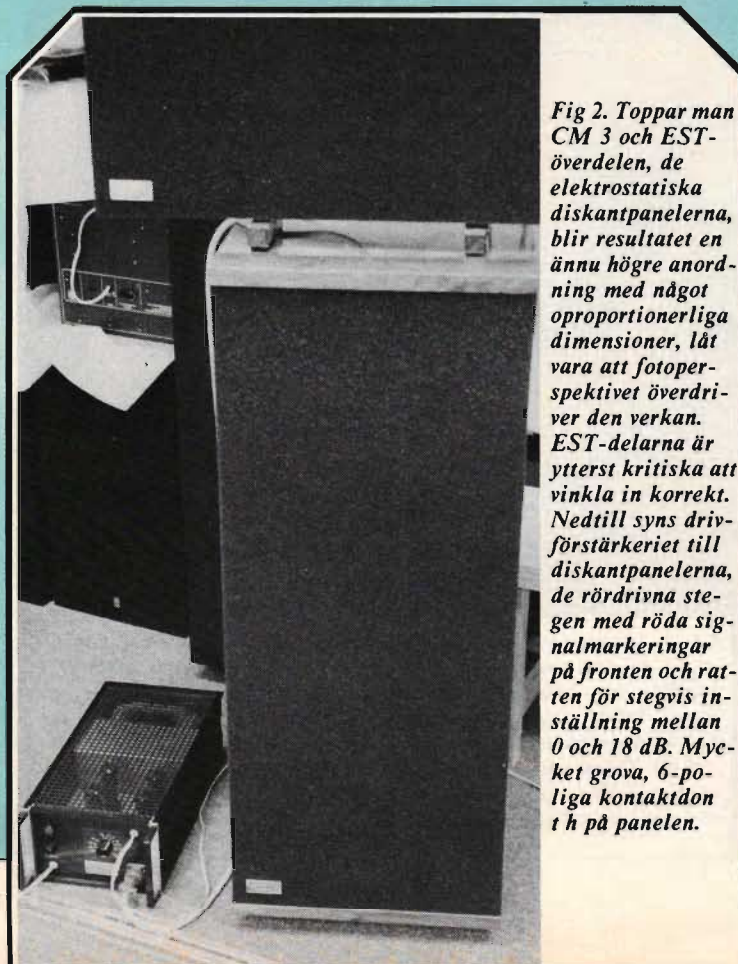 Fig 2. Toppar man
CM 3 och EST-
överdelen, de
elektrostatiska
diskantpanelerna,
blir resultatet en
ännu högre anord-
ning med något
oproportionerliga
dimensioner, låt
vara att fotoper-
spektivet överdri-
ver den verkan.
EST-delarna är
ytterst kritiska att
vinkla in korrekt.
Nedtill syns driv-
förstärkeriet till
diskantpanelerna,
de rördrivna ste-
gen med röda sig-
nalmarkeringar
på fronten och rat-
ten för stegvis in-
ställning mellan
0 och 18 dB. Myc-
ket grova, 6-po-
liga kontaktdon
t h på panelen.